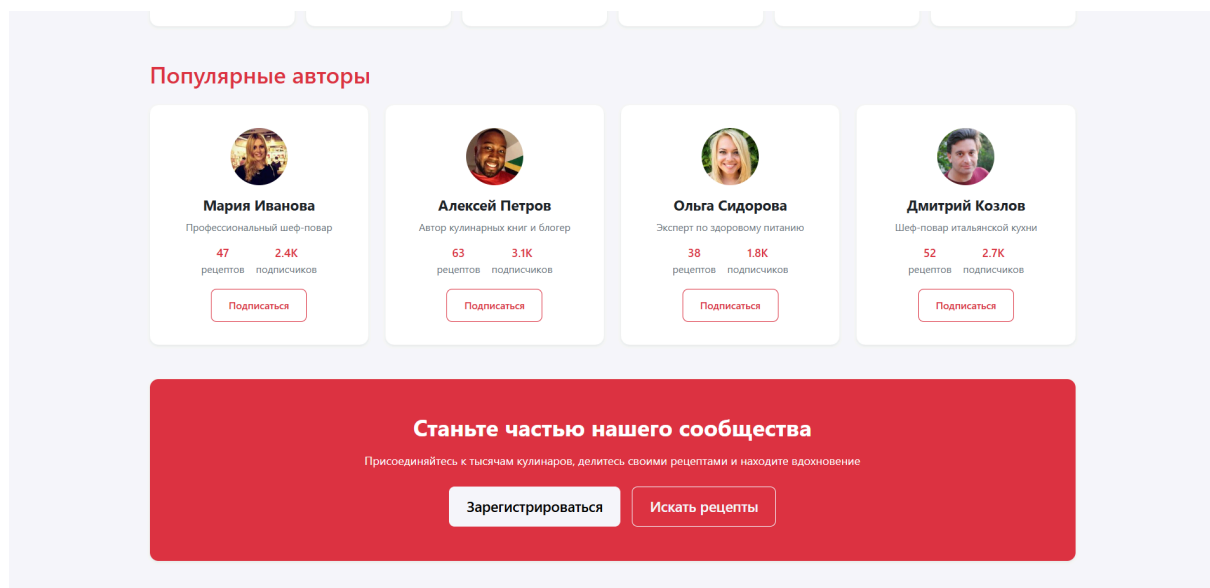 Популярные авторы
Мария Иванова
Профессиональный шеф-повар
47 2.4K
рецептов подписчиков
Подписаться
Алексей Петров
Автор кулинарных книг и блогер
63 3.1K
рецептов подписчиков
Подписаться
Ольга Сидорова
Эксперт по здоровому питанию
38 1.8K
рецептов подписчиков
Подписаться
Дмитрий Козлов
Шеф-повар итальянской кухни
52 2.7K
рецептов подписчиков
Подписаться
Станьте частью нашего сообщества
Присоединяйтесь к тысячам кулинаров, делитесь своими рецептами и находите вдохновение
Зарегистрироваться Искать рецепты